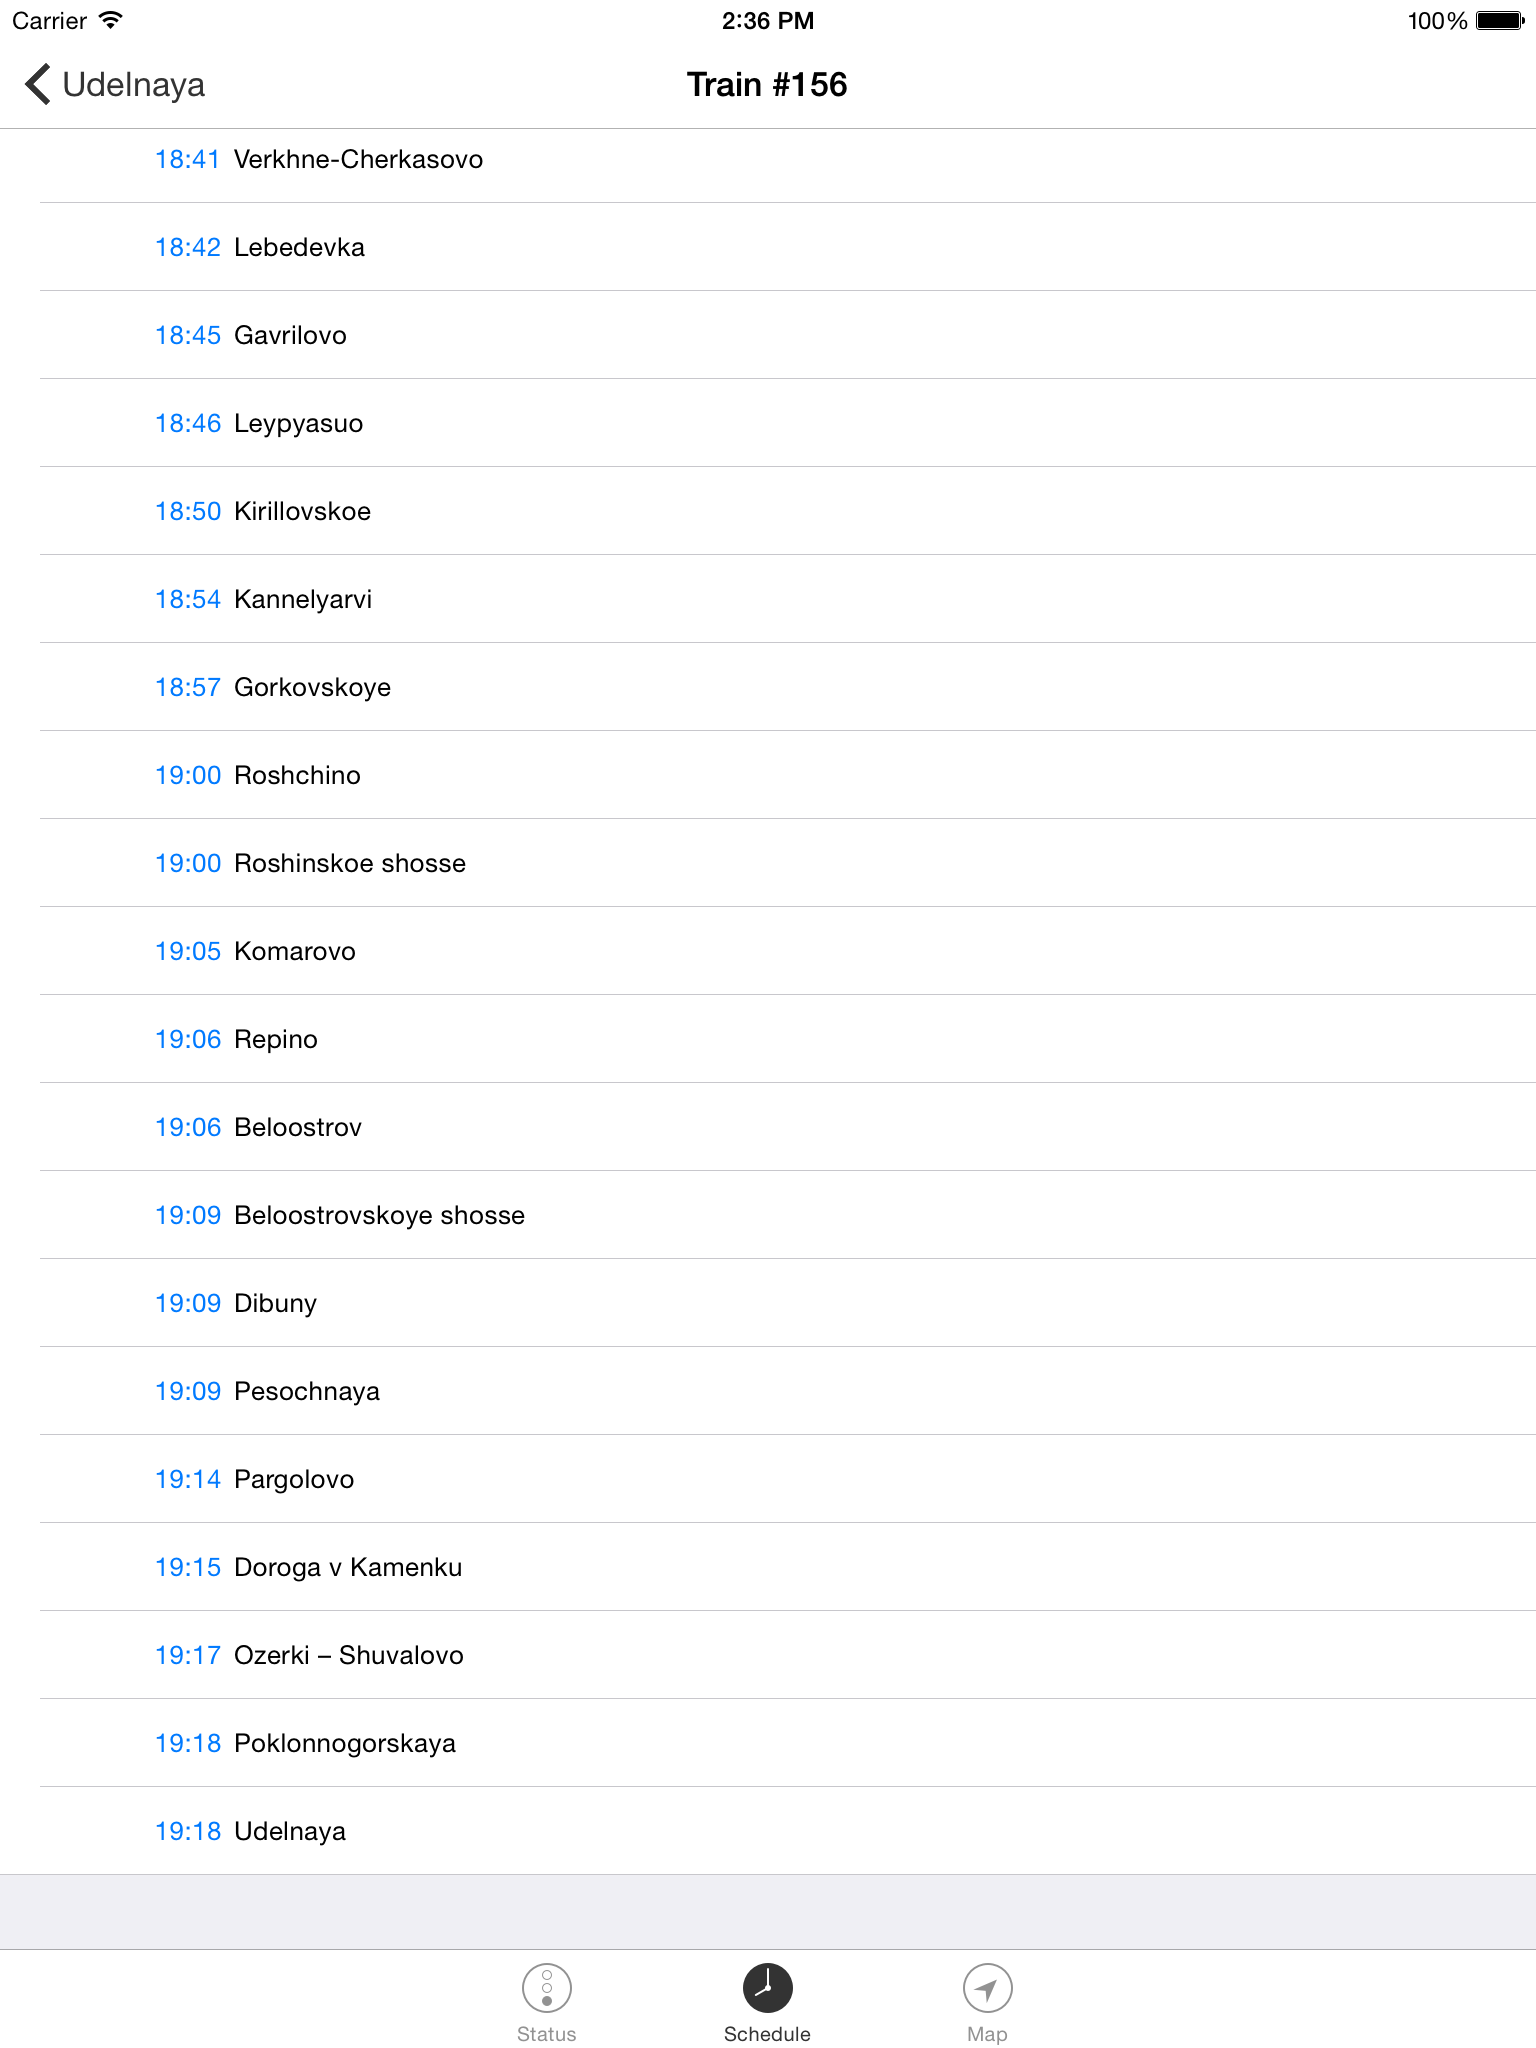 Carrier 2:36 PM 100%
Udelnaya Train #156
18:41 Verkhne-Cherkasovo
18:42 Lebedevka
18:45 Gavrilovo
18:46 Leypyasuo
18:50 Kirillovskoe
18:54 Kannelyarvi
18:57 Gorkovskoye
19:00 Roshchino
19:00 Roshinskoe shosse
19:05 Komarovo
19:06 Repino
19:06 Beloostrov
19:09 Beloostrovskoye shosse
19:09 Dibuny
19:09 Pesochnaya
19:14 Pargolovo
19:15 Doroga v Kamenku
19:17 Ozerki – Shuvalovo
19:18 Poklonnogorskaya
19:18 Udelnaya
Status Schedule Map